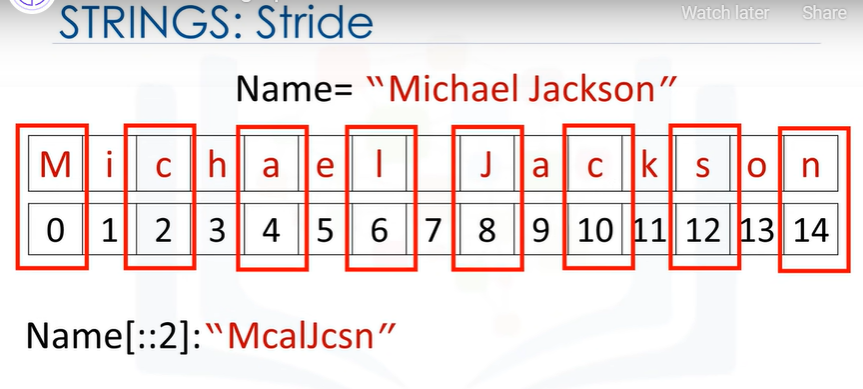 Watch later Share
STRINGS: Stride
Name= “Michael Jackson”
M i c h a e l J a c k s o n
0 1 2 3 4 5 6 7 8 9 10 11 12 13 14
Name[::2]:“McalJcsn”